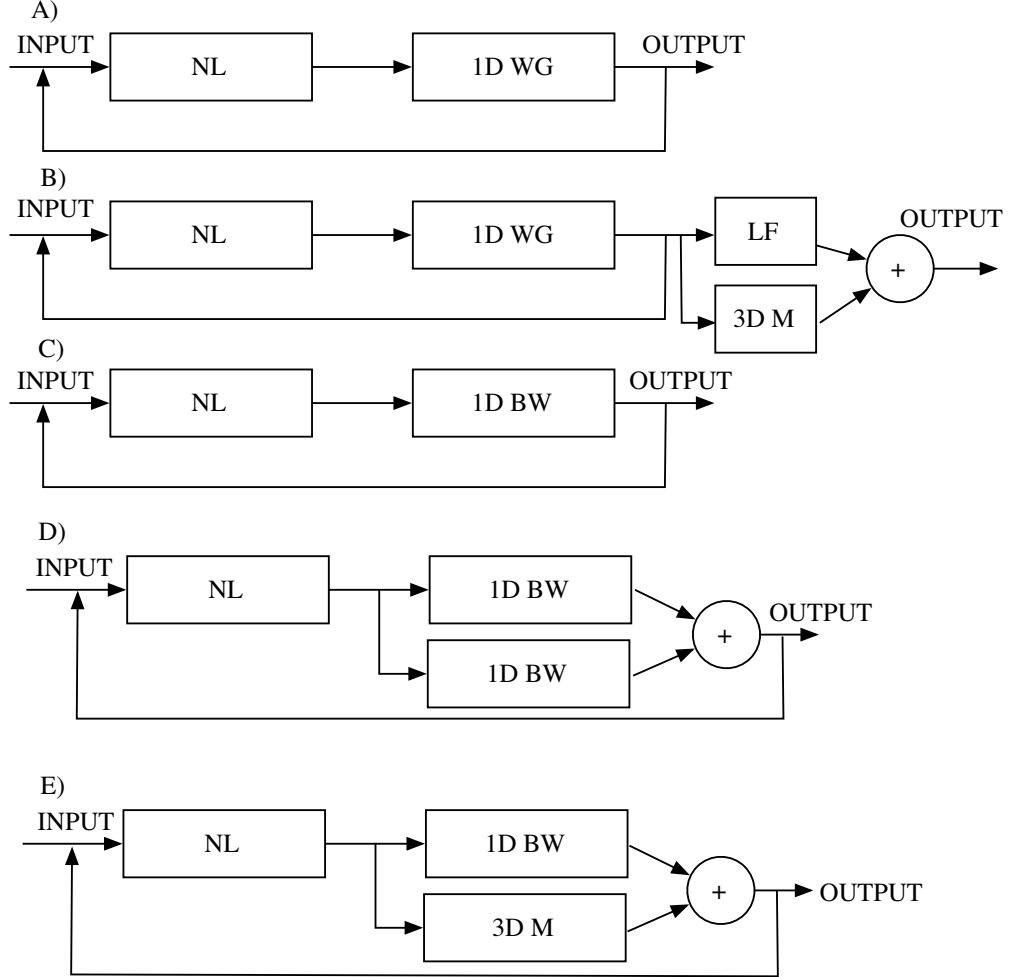 A)
INPUT
NL
1D WG
OUTPUT
B)
INPUT
NL
1D WG
LF
3D M
+
OUTPUT
C)
INPUT
NL
1D BW
OUTPUT
D)
INPUT
NL
1D BW
1D BW
+
OUTPUT
E)
INPUT
NL
1D BW
3D M
+
OUTPUT